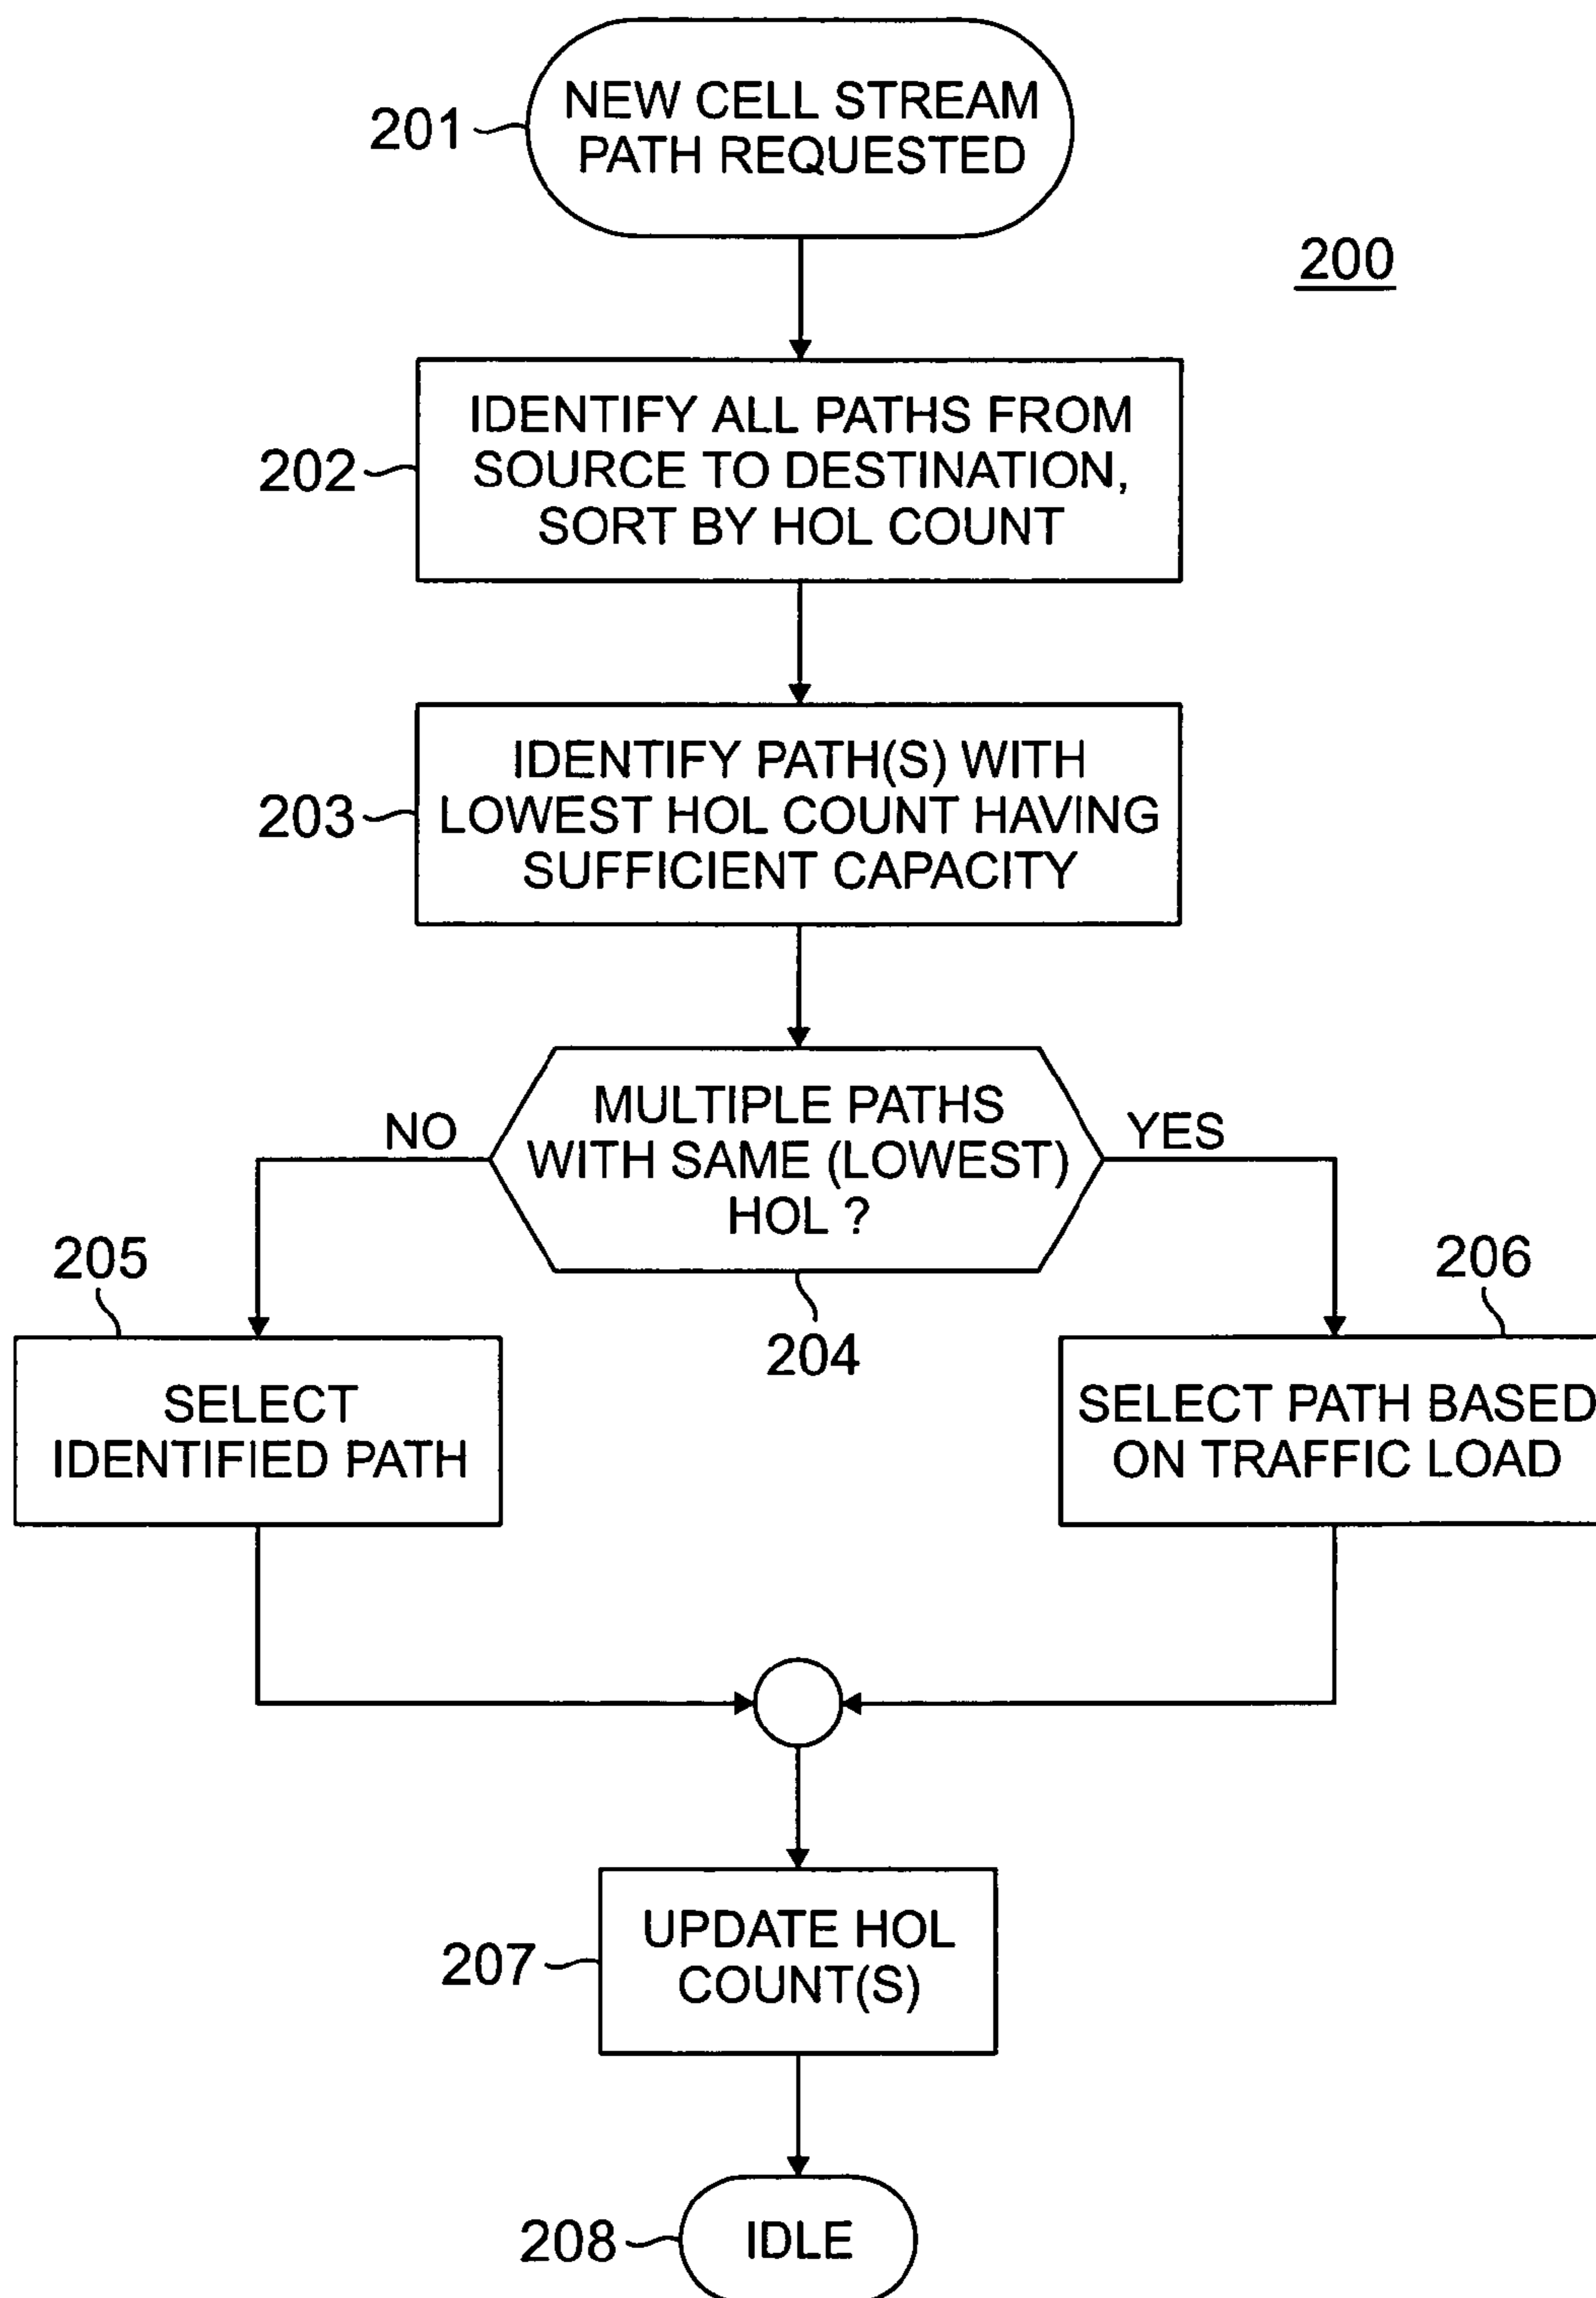 NEW CELL STREAM
PATH REQUESTED
201
200
IDENTIFY ALL PATHS FROM
SOURCE TO DESTINATION,
SORT BY HOL COUNT
202
IDENTIFY PATH(S) WITH
LOWEST HOL COUNT HAVING
SUFFICIENT CAPACITY
203
NO
MULTIPLE PATHS
WITH SAME (LOWEST)
HOL ?
YES
204
205
206
SELECT
IDENTIFIED PATH
SELECT PATH BASED
ON TRAFFIC LOAD
UPDATE HOL
COUNT(S)
207
208
IDLE